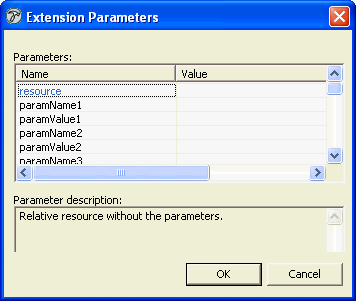 Extension Parameters
Parameters:
Name Value
resource
paramName1
paramValue1
paramName2
paramValue2
paramName3
Parameter description:
Relative resource without the parameters.
OK Cancel